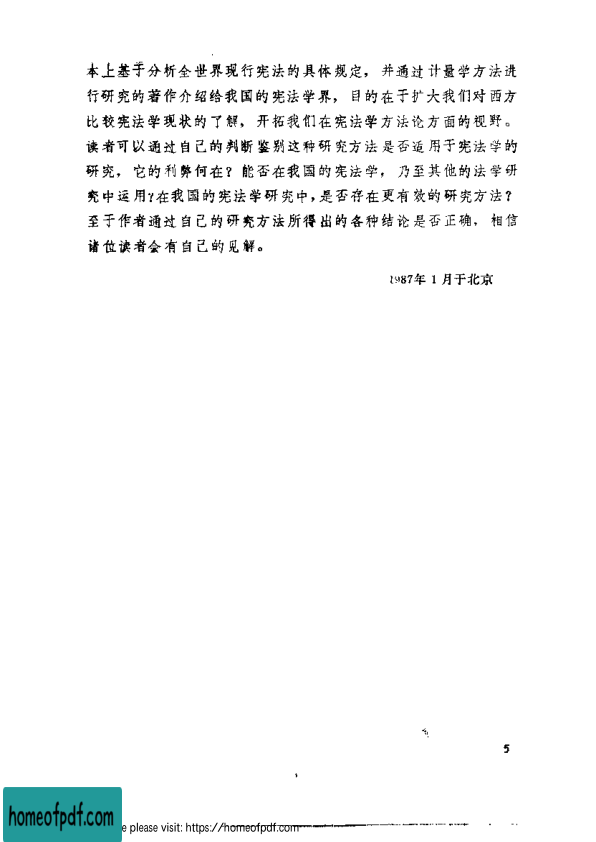 本上基于分析全世界现行宪法的具体规定，并通过计量学方法进
行研究的著作介绍给我国的宪法学界，目的在于扩大我们对西方
比较宪法学现状的了解，开拓我们在宪法学方法论方面的视野。
读者可以通过自己的判断鉴别这种研究方法是否适用于宪法学的
研究，它的利弊何在？能否在我国的宪法学，乃至其他的法学研
究中运用？在我国的宪法学研究中，是否存在更有效的研究方法？
至于作者通过自己的研究方法所得出的各种结论是否正确，相信
诸位读者会有自己的见解。
1987年1月于北京
5
homeofpdf.com
e please visit: https://homeofpdf.com